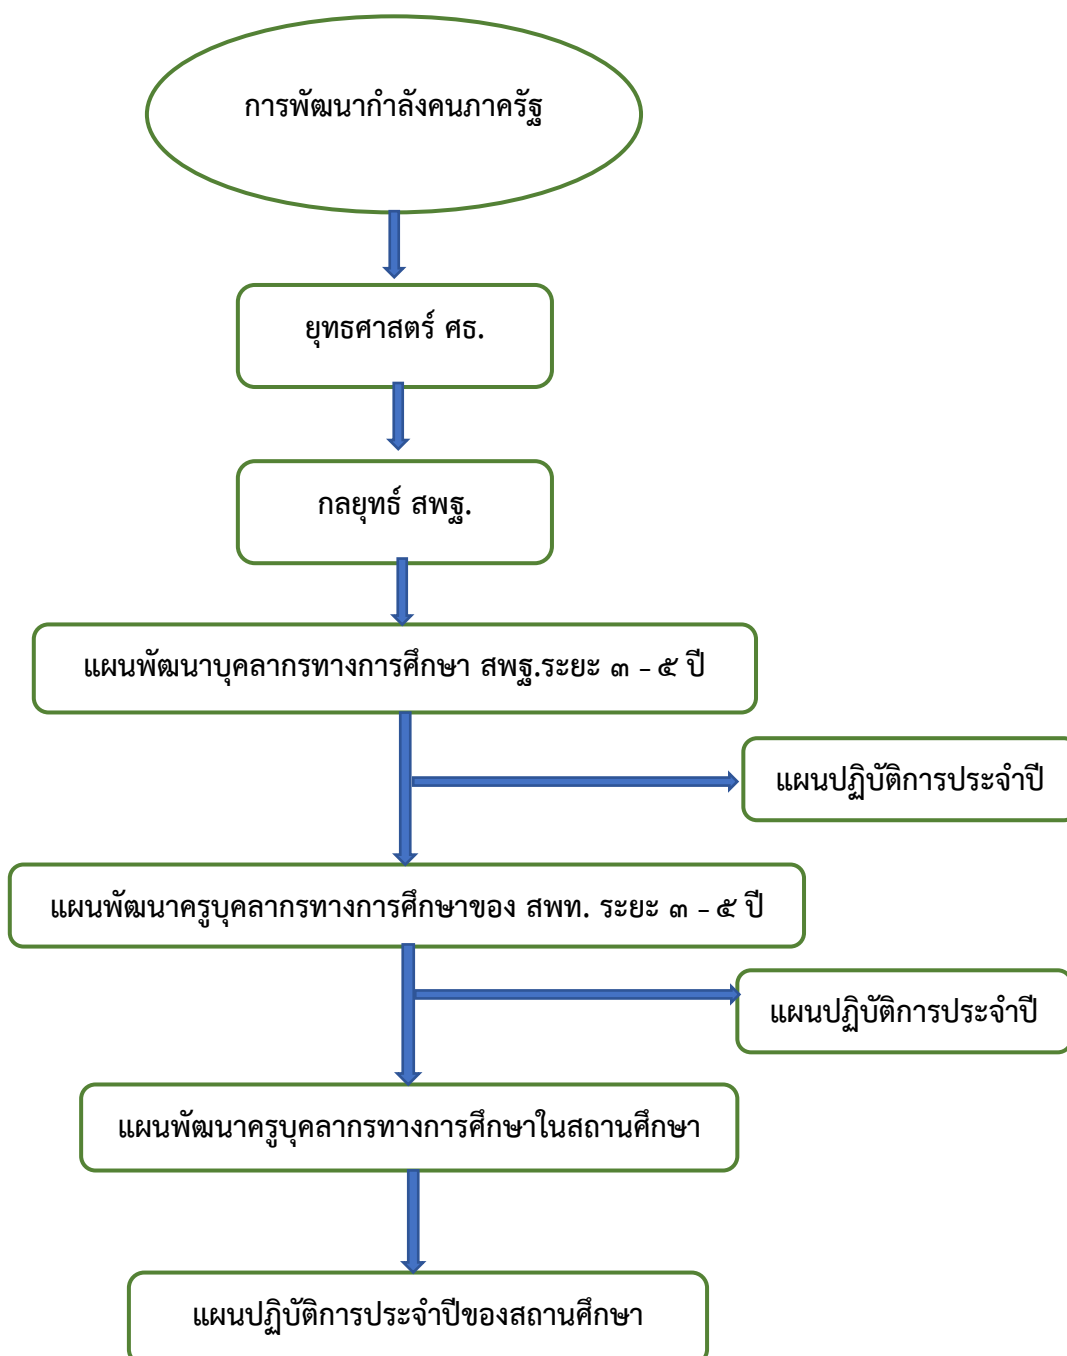 การพัฒนากำลังคนภาครัฐ
ยุทธศาสตร์ ศธ.
กลยุทธ์ สพฐ.
แผนพัฒนาบุคลากรทางการศึกษา สพฐ.ระยะ ๓ - ๕ ปี
แผนปฏิบัติการประจำปี
แผนพัฒนาครูบุคลากรทางการศึกษาของ สพท. ระยะ ๓ - ๕ ปี
แผนปฏิบัติการประจำปี
แผนพัฒนาครูบุคลากรทางการศึกษาในสถานศึกษา
แผนปฏิบัติการประจำปีของสถานศึกษา